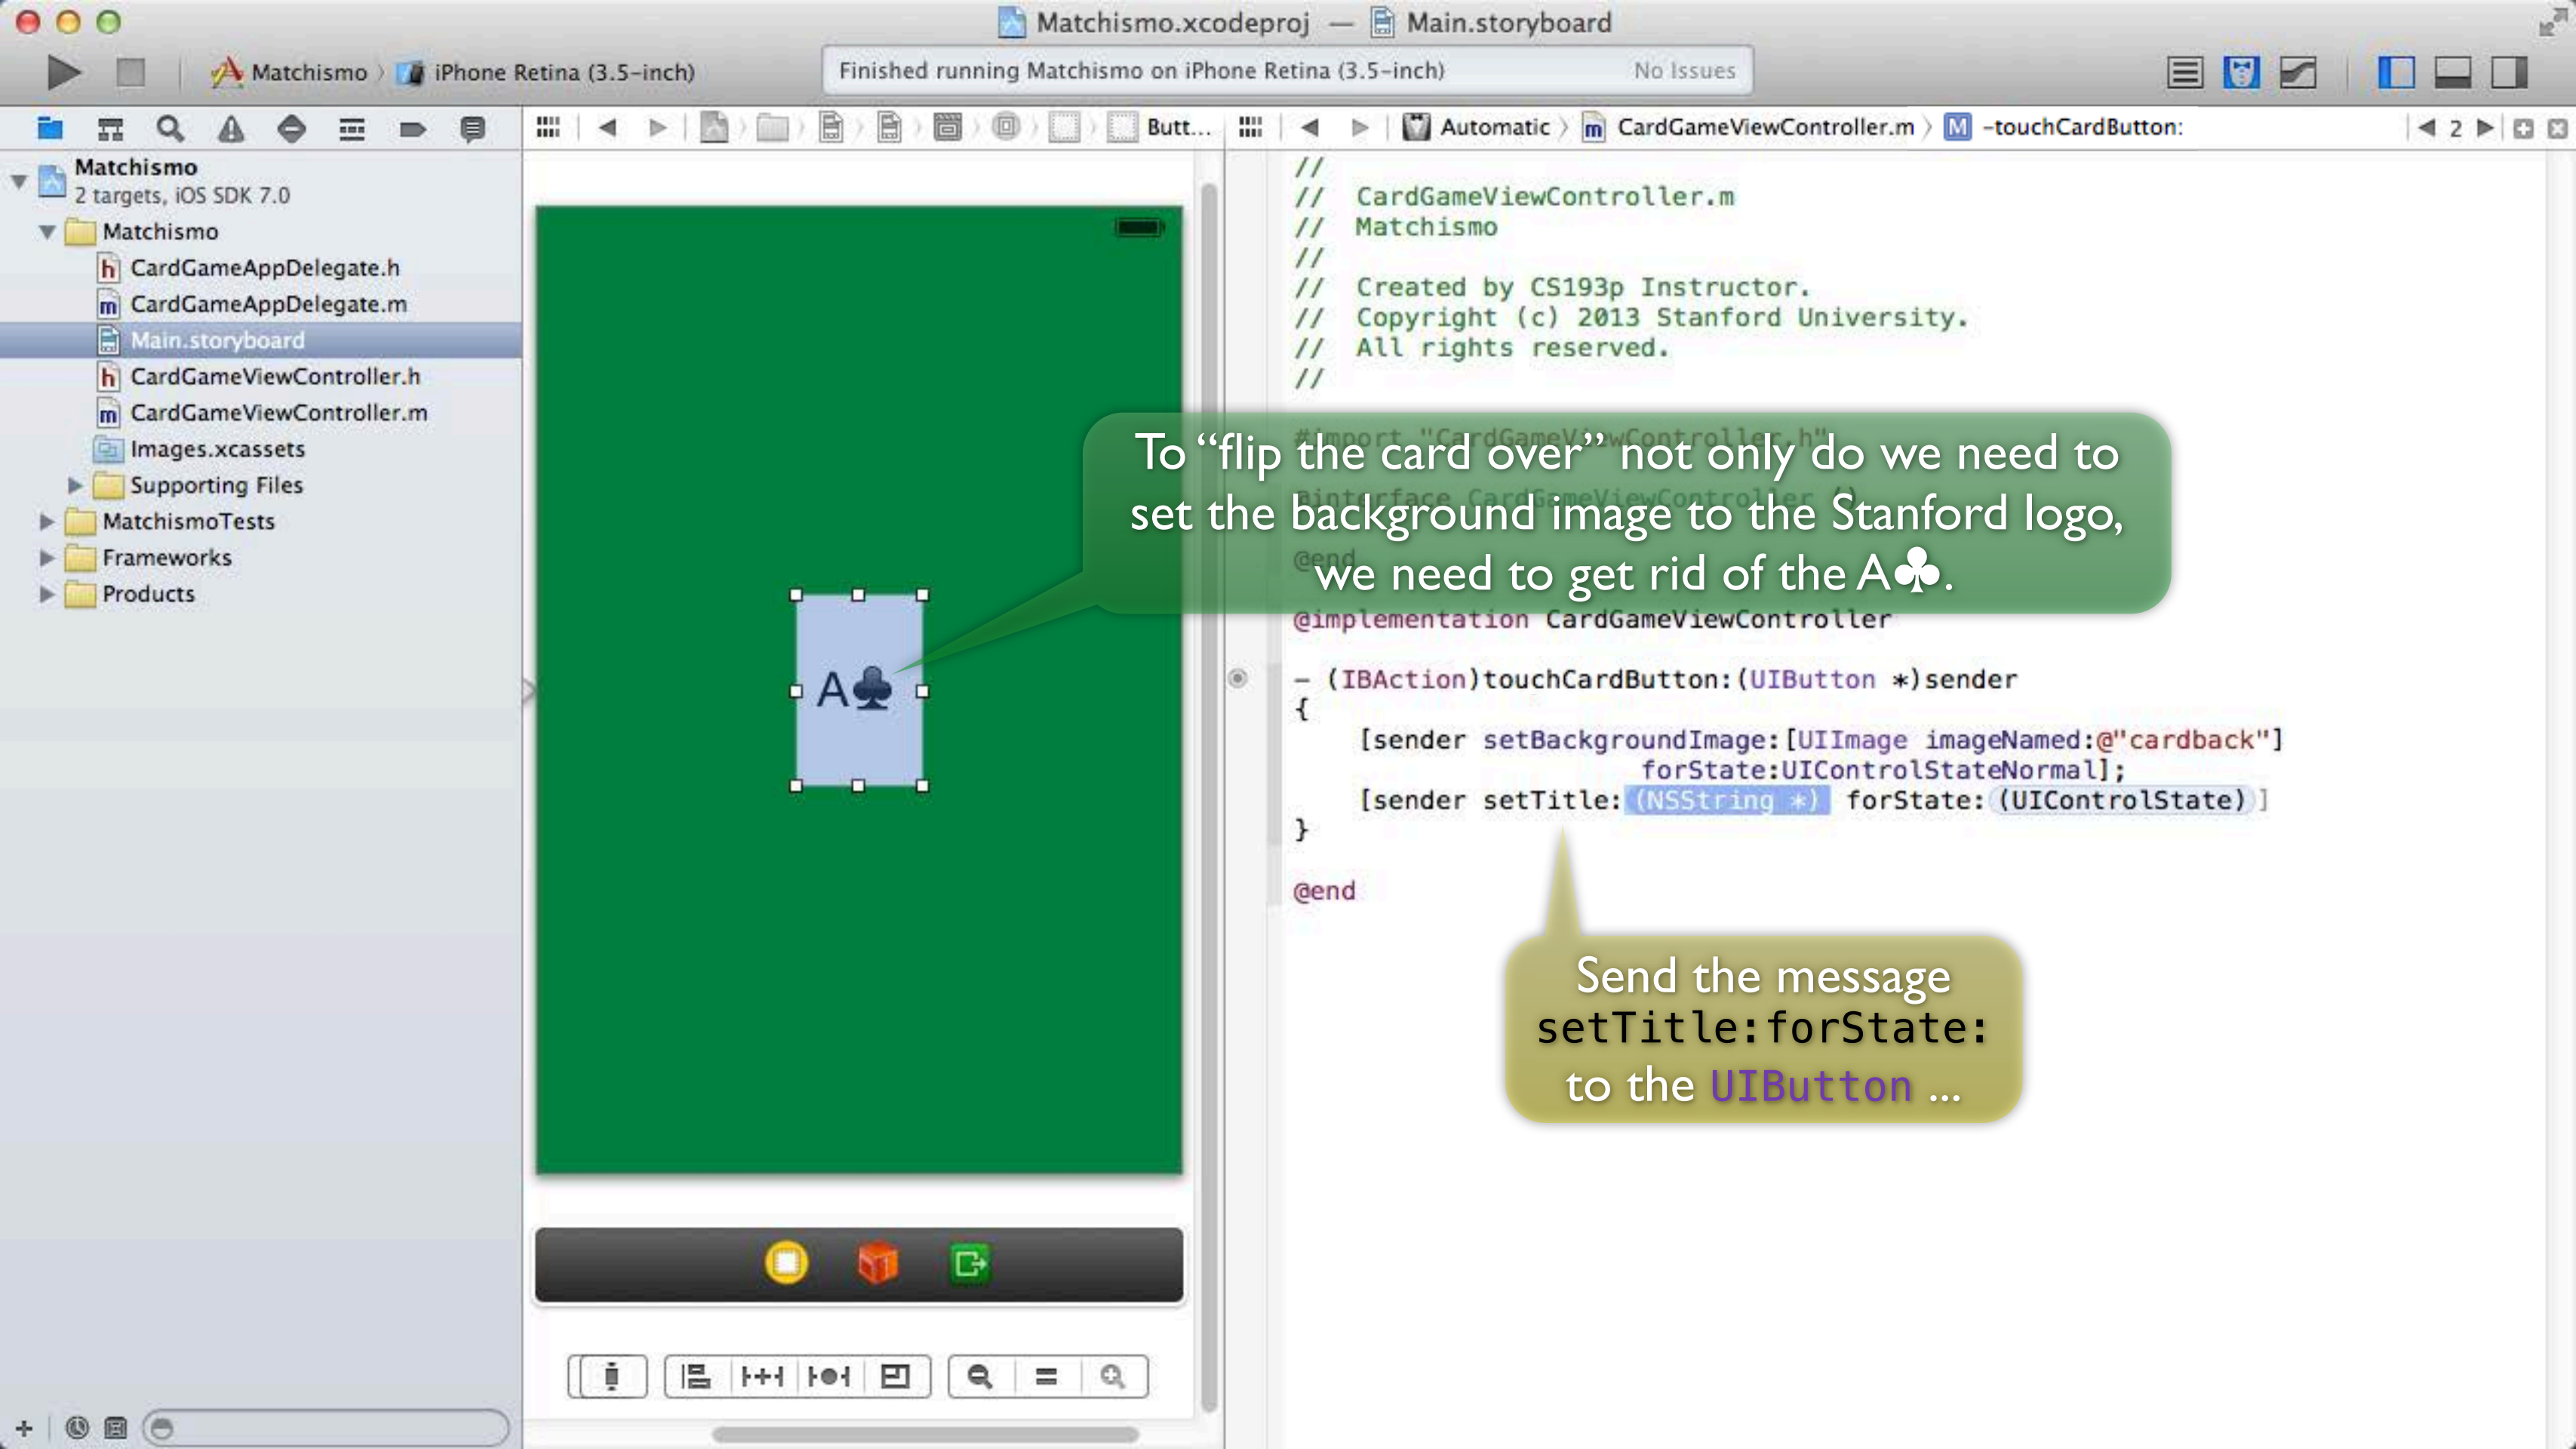 Matchismo.xcodeproj — Main.storyboard
Matchismo iPhone Retina (3.5-inch)
Finished running Matchismo on iPhone Retina (3.5-inch) No Issues
Butt...
Automatic CardGameViewController.m M -touchCardButton: 2
Matchismo
2 targets, iOS SDK 7.0
Matchismo
h CardGameAppDelegate.h
m CardGameAppDelegate.m
Main.storyboard
h CardGameViewController.h
m CardGameViewController.m
Images.xcassets
Supporting Files
MatchismoTests
Frameworks
Products
A♣
//
// CardGameViewController.m
// Matchismo
//
// Created by CS193p Instructor.
// Copyright (c) 2013 Stanford University.
// All rights reserved.
//
#import "CardGameViewController.h"
@interface CardGameViewController ()
@end
To “flip the card over” not only do we need to
set the background image to the Stanford logo,
we need to get rid of the A♣.
@implementation CardGameViewController
- (IBAction)touchCardButton:(UIButton *)sender
{
[sender setBackgroundImage:[UIImage imageNamed:@"cardback"]
forState:UIControlStateNormal];
[sender setTitle:(NSString *) forState:(UIControlState)]
}
@end
Send the message
setTitle:forState:
to the UIButton ...